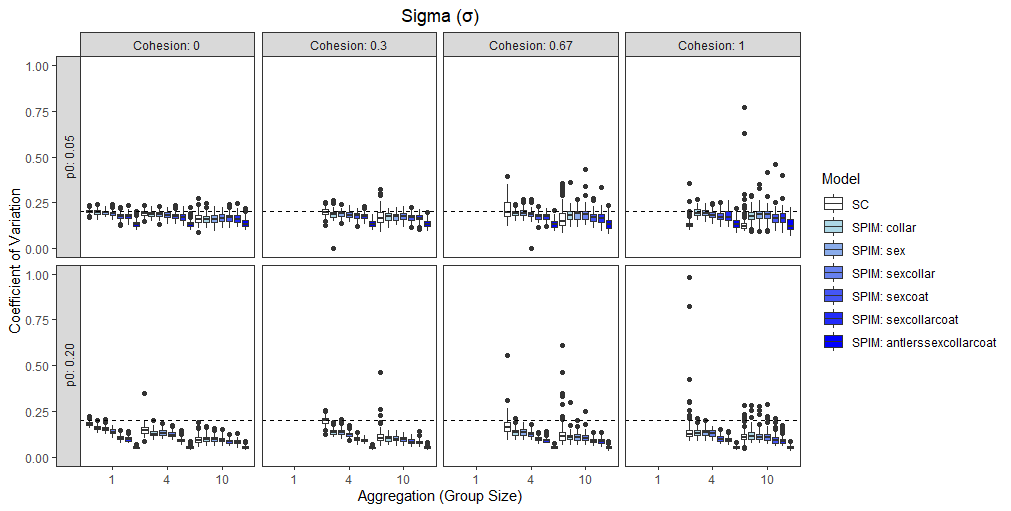 Sigma (σ)
Cohesion: 0
Cohesion: 0.3
Cohesion: 0.67
Cohesion: 1
Coefficient of Variation
p0: 0.05
1.00
0.75
0.50
0.25
0.00
p0: 0.20
1.00
0.75
0.50
0.25
0.00
1 4 10
1 4 10
1 4 10
1 4 10
Aggregation (Group Size)
Model
SC
SPIM: collar
SPIM: sex
SPIM: sexcollar
SPIM: sexcoat
SPIM: sexcollarcoat
SPIM: antlerssexcollarcoat